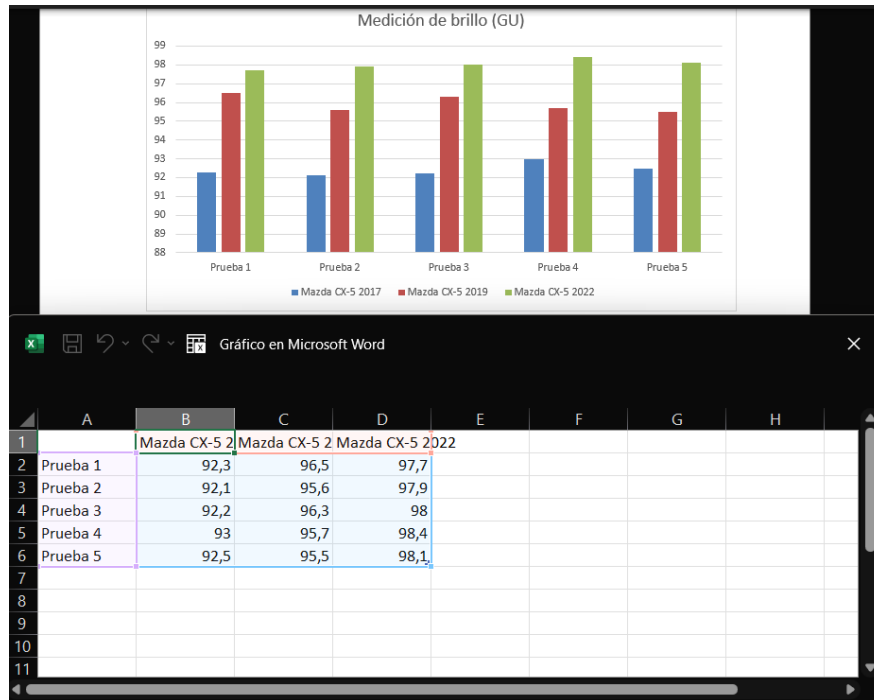 Medición de brillo (GU)
99
98
97
96
95
94
93
92
91
90
89
88
Prueba 1 Prueba 2 Prueba 3 Prueba 4 Prueba 5
Mazda CX-5 2017 Mazda CX-5 2019 Mazda CX-5 2022
Gráfico en Microsoft Word
A B C D E F G H
1 Mazda CX-5 2 Mazda CX-5 2 Mazda CX-5 2022
2 Prueba 1 92,3 96,5 97,7
3 Prueba 2 92,1 95,6 97,9
4 Prueba 3 92,2 96,3 98
5 Prueba 4 93 95,7 98,4
6 Prueba 5 92,5 95,5 98,1
7
8
9
10
11